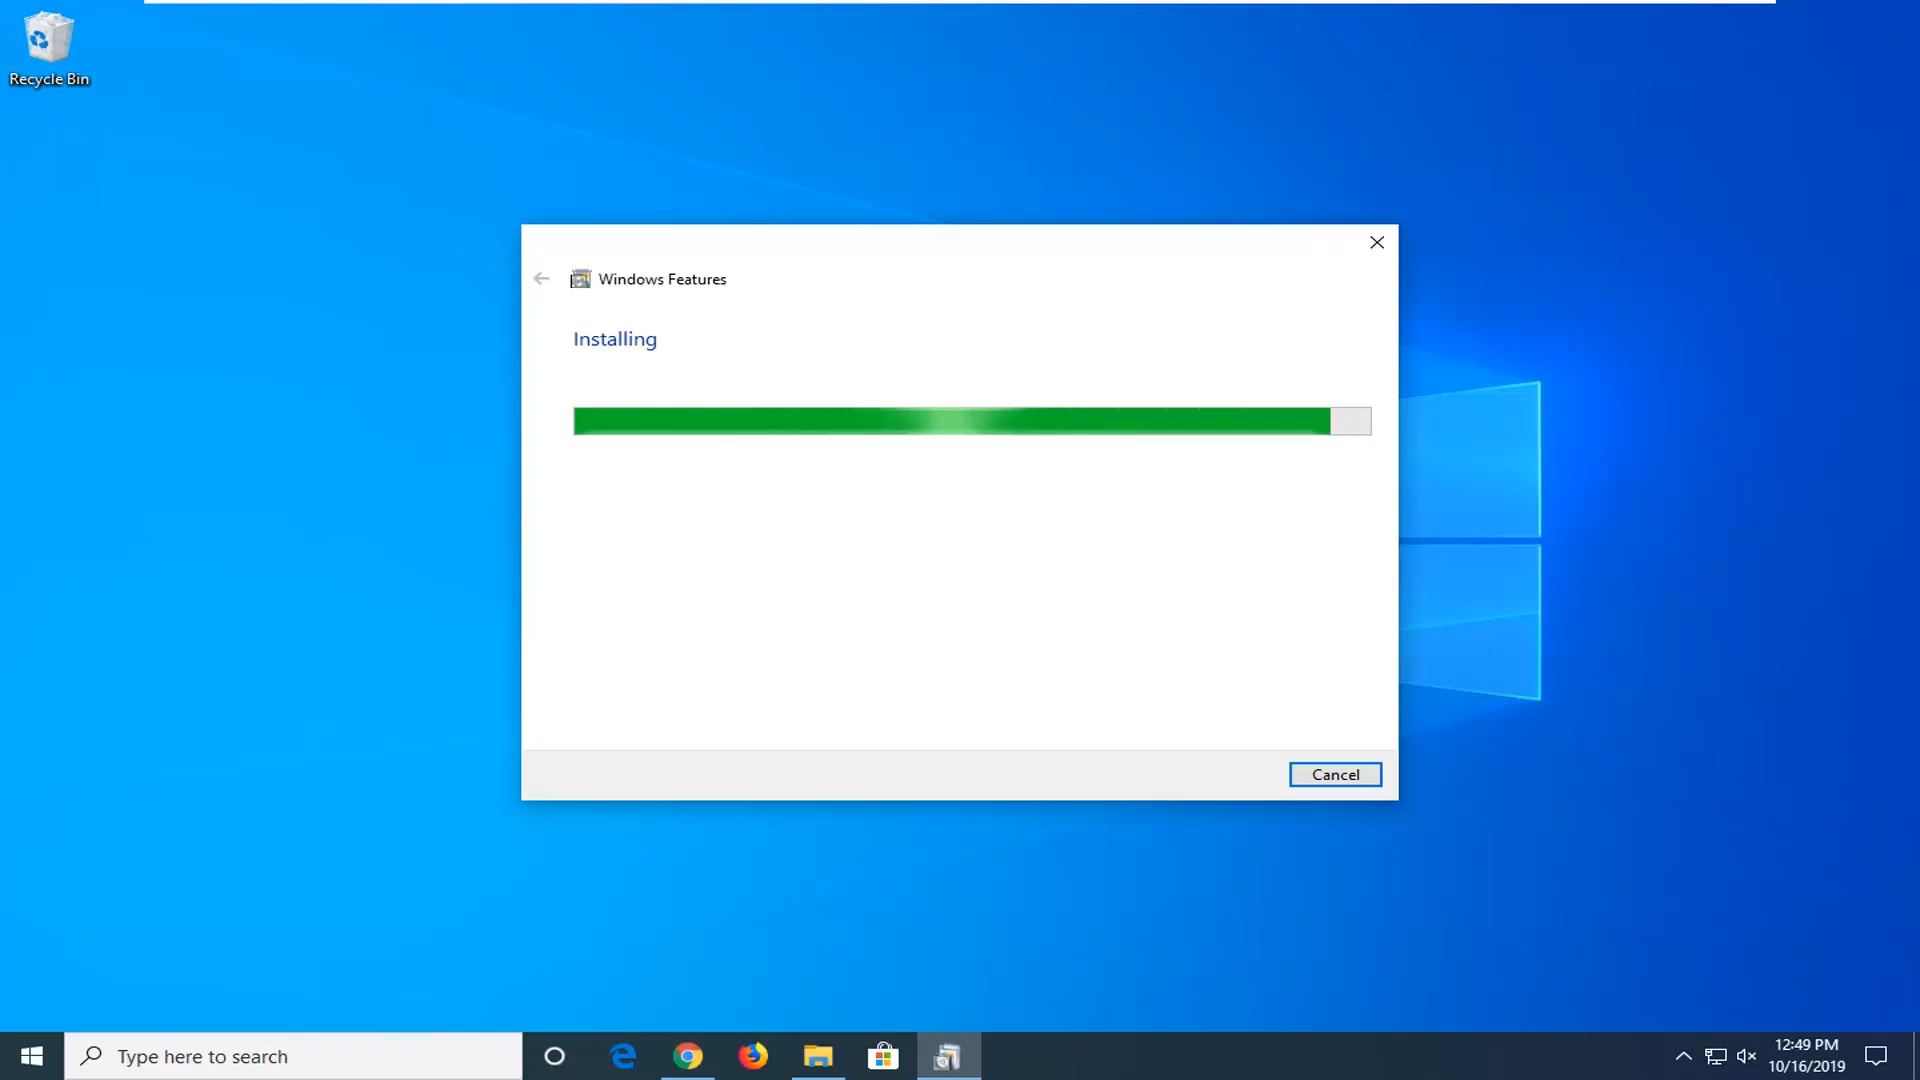 Recycle Bin
Windows Features
Installing
Cancel
Type here to search
12:49 PM
10/16/2019